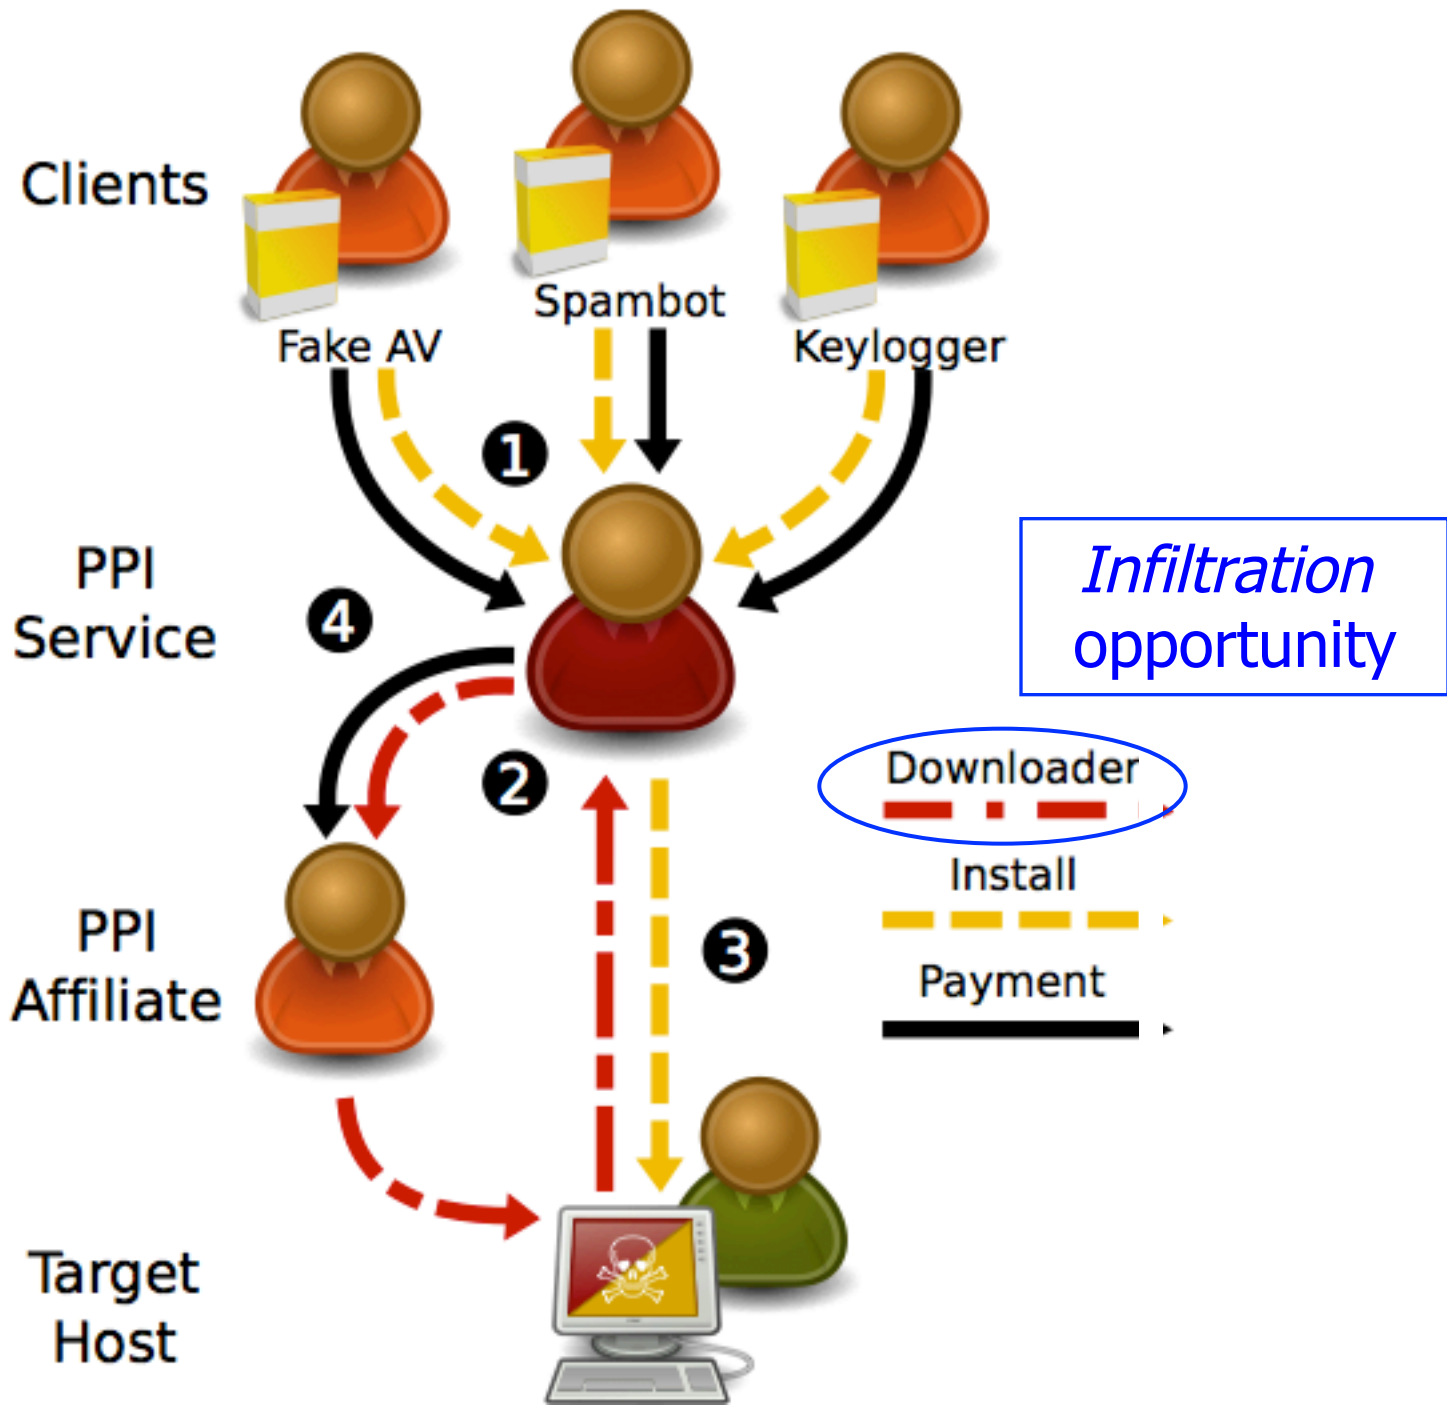 Clients
Fake AV
Spambot
Keylogger
1
PPI
Service
4
Infiltration
opportunity
2
Downloader
Install
Payment
PPI
Affiliate
3
Target
Host